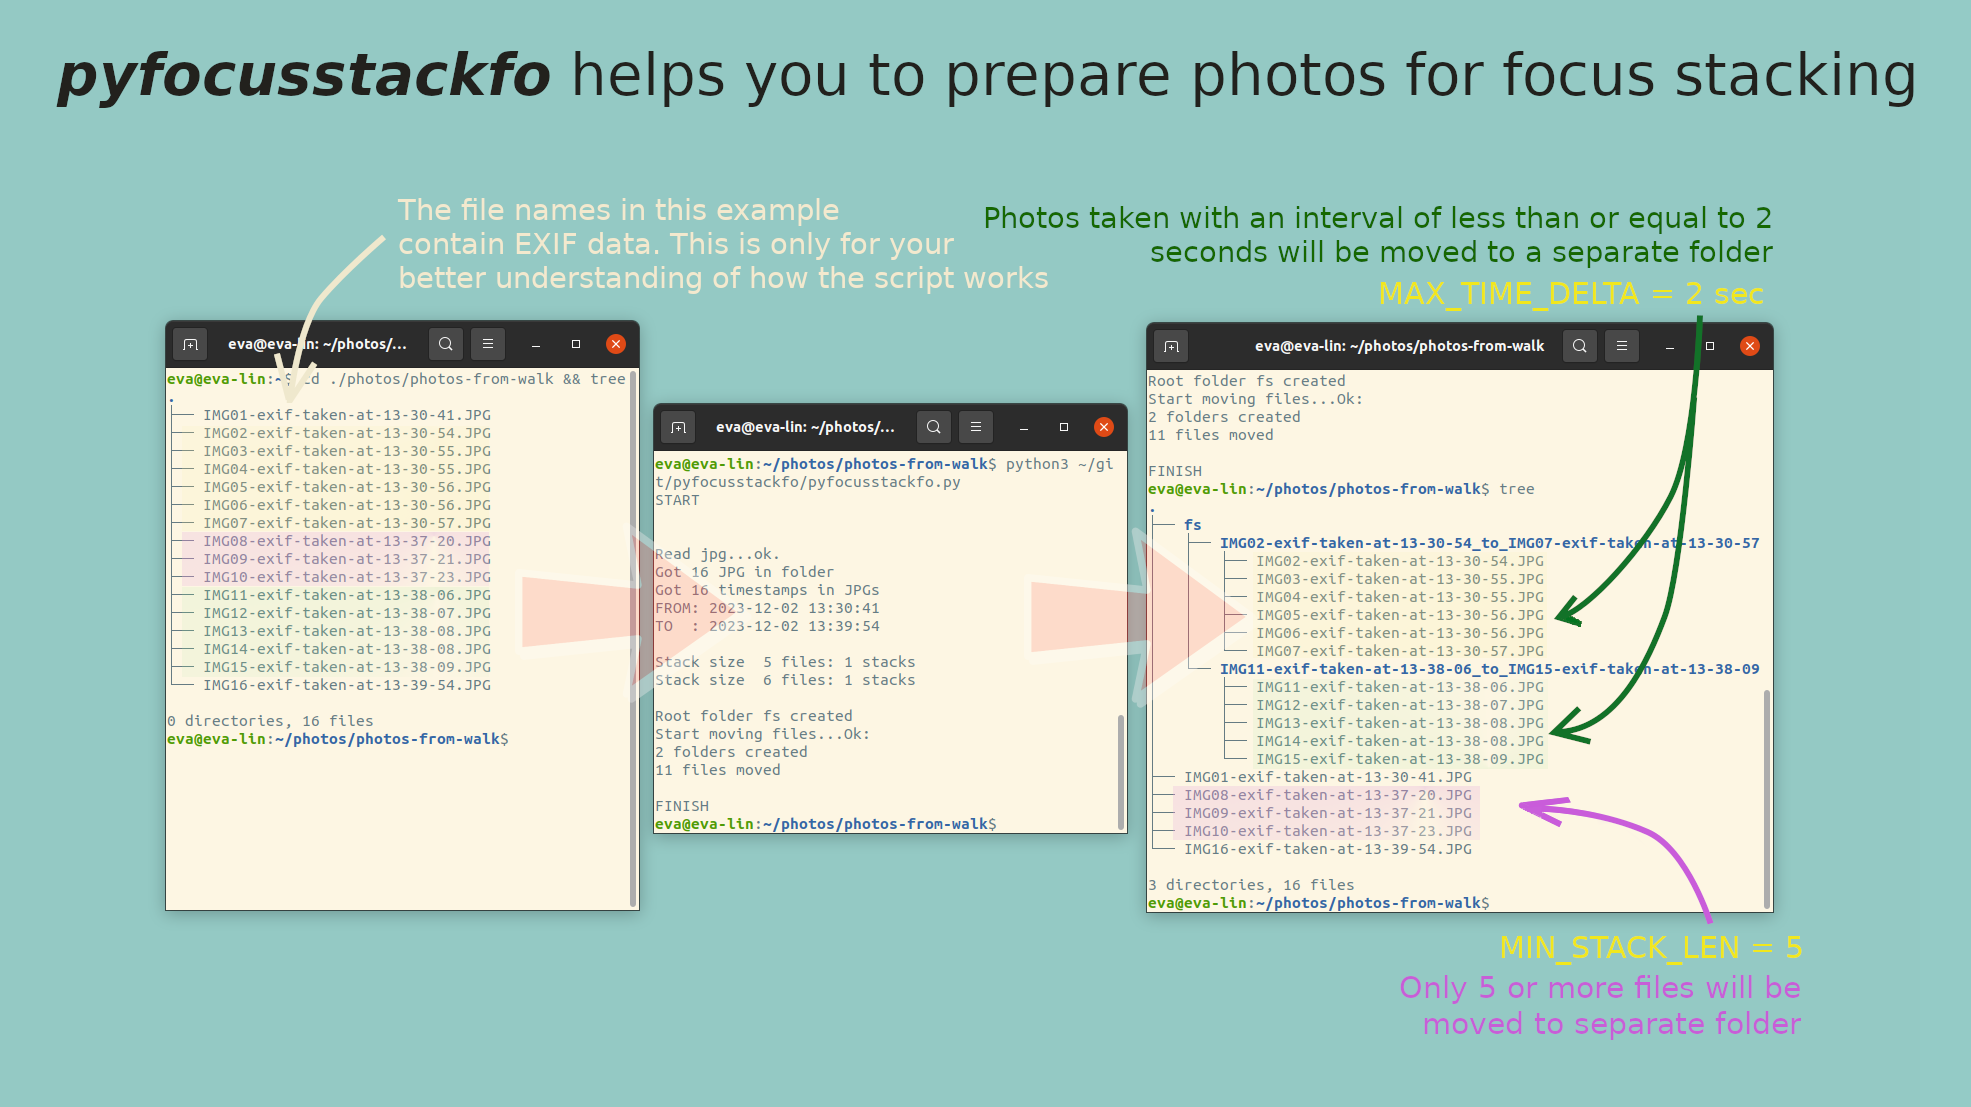 pyfocusstackfo helps you to prepare photos for focus stacking
The file names in this example
contain EXIF data. This is only for your
better understanding of how the script works
Photos taken with an interval of less than or equal to 2
seconds will be moved to a separate folder
MAX_TIME_DELTA = 2 sec
eva@eva-lin: ~/photos/...
eva@eva-lin:~$ cd ./photos/photos-from-walk && tree
.
├── IMG01-exif-taken-at-13-30-41.JPG
├── IMG02-exif-taken-at-13-30-54.JPG
├── IMG03-exif-taken-at-13-30-55.JPG
├── IMG04-exif-taken-at-13-30-55.JPG
├── IMG05-exif-taken-at-13-30-56.JPG
├── IMG06-exif-taken-at-13-30-56.JPG
├── IMG07-exif-taken-at-13-30-57.JPG
├── IMG08-exif-taken-at-13-37-20.JPG
├── IMG09-exif-taken-at-13-37-21.JPG
├── IMG10-exif-taken-at-13-37-23.JPG
├── IMG11-exif-taken-at-13-38-06.JPG
├── IMG12-exif-taken-at-13-38-07.JPG
├── IMG13-exif-taken-at-13-38-08.JPG
├── IMG14-exif-taken-at-13-38-08.JPG
├── IMG15-exif-taken-at-13-38-09.JPG
└── IMG16-exif-taken-at-13-39-54.JPG
0 directories, 16 files
eva@eva-lin:~/photos/photos-from-walk$
eva@eva-lin: ~/photos/...
eva@eva-lin:~/photos/photos-from-walk$ python3 ~/gi
t/pyfocusstackfo/pyfocusstackfo.py
START
Read jpg...ok.
Got 16 JPG in folder
Got 16 timestamps in JPGs
FROM: 2023-12-02 13:30:41
TO  : 2023-12-02 13:39:54
Stack size  5 files: 1 stacks
Stack size  6 files: 1 stacks
Root folder fs created
Start moving files...Ok:
2 folders created
11 files moved
FINISH
eva@eva-lin:~/photos/photos-from-walk$
eva@eva-lin: ~/photos/photos-from-walk
Root folder fs created
Start moving files...Ok:
2 folders created
11 files moved
FINISH
eva@eva-lin:~/photos/photos-from-walk$ tree
.
├── fs
│   ├── IMG02-exif-taken-at-13-30-54_to_IMG07-exif-taken-at-13-30-57
│   │   ├── IMG02-exif-taken-at-13-30-54.JPG
│   │   ├── IMG03-exif-taken-at-13-30-55.JPG
│   │   ├── IMG04-exif-taken-at-13-30-55.JPG
│   │   ├── IMG05-exif-taken-at-13-30-56.JPG
│   │   ├── IMG06-exif-taken-at-13-30-56.JPG
│   │   └── IMG07-exif-taken-at-13-30-57.JPG
│   └── IMG11-exif-taken-at-13-38-06_to_IMG15-exif-taken-at-13-38-09
│       ├── IMG11-exif-taken-at-13-38-06.JPG
│       ├── IMG12-exif-taken-at-13-38-07.JPG
│       ├── IMG13-exif-taken-at-13-38-08.JPG
│       ├── IMG14-exif-taken-at-13-38-08.JPG
│       └── IMG15-exif-taken-at-13-38-09.JPG
├── IMG01-exif-taken-at-13-30-41.JPG
├── IMG08-exif-taken-at-13-37-20.JPG
├── IMG09-exif-taken-at-13-37-21.JPG
├── IMG10-exif-taken-at-13-37-23.JPG
└── IMG16-exif-taken-at-13-39-54.JPG
3 directories, 16 files
eva@eva-lin:~/photos/photos-from-walk$
MIN_STACK_LEN = 5
Only 5 or more files will be
moved to separate folder